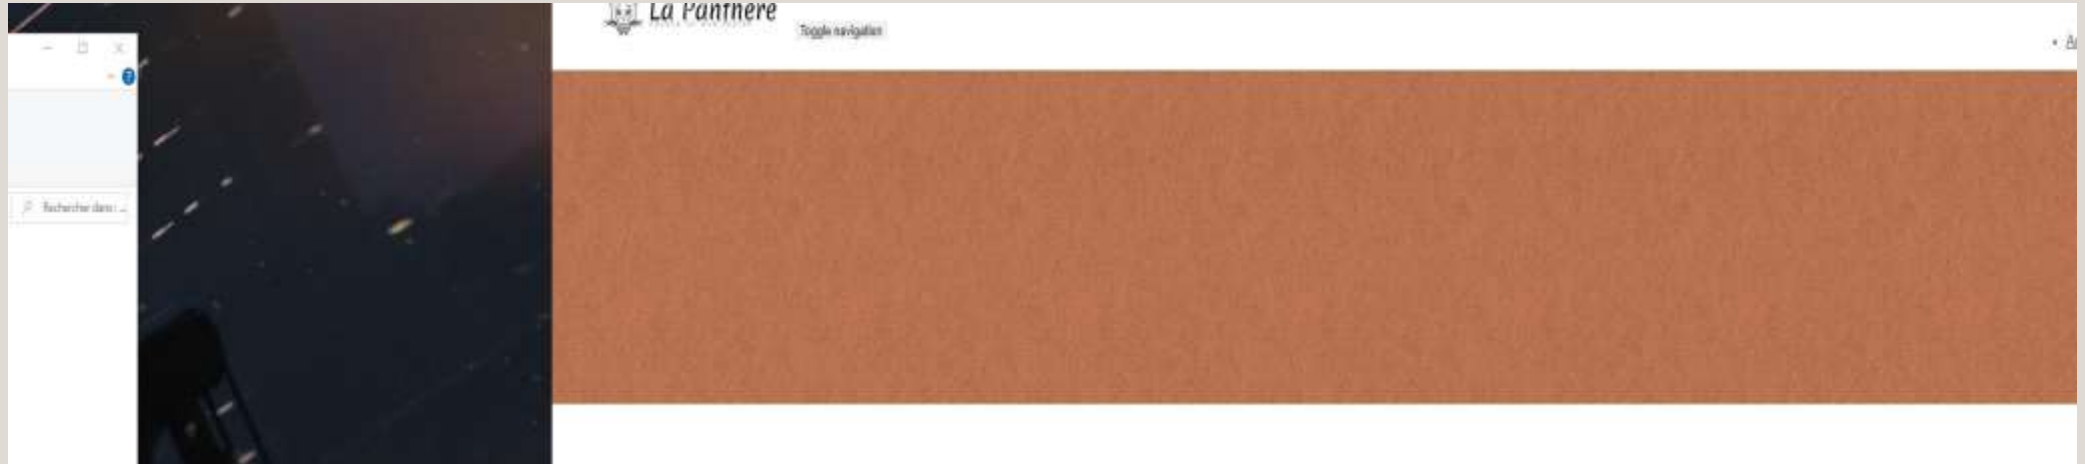 La Panthère
Toggle navigation
?
Rechercher dans : ...